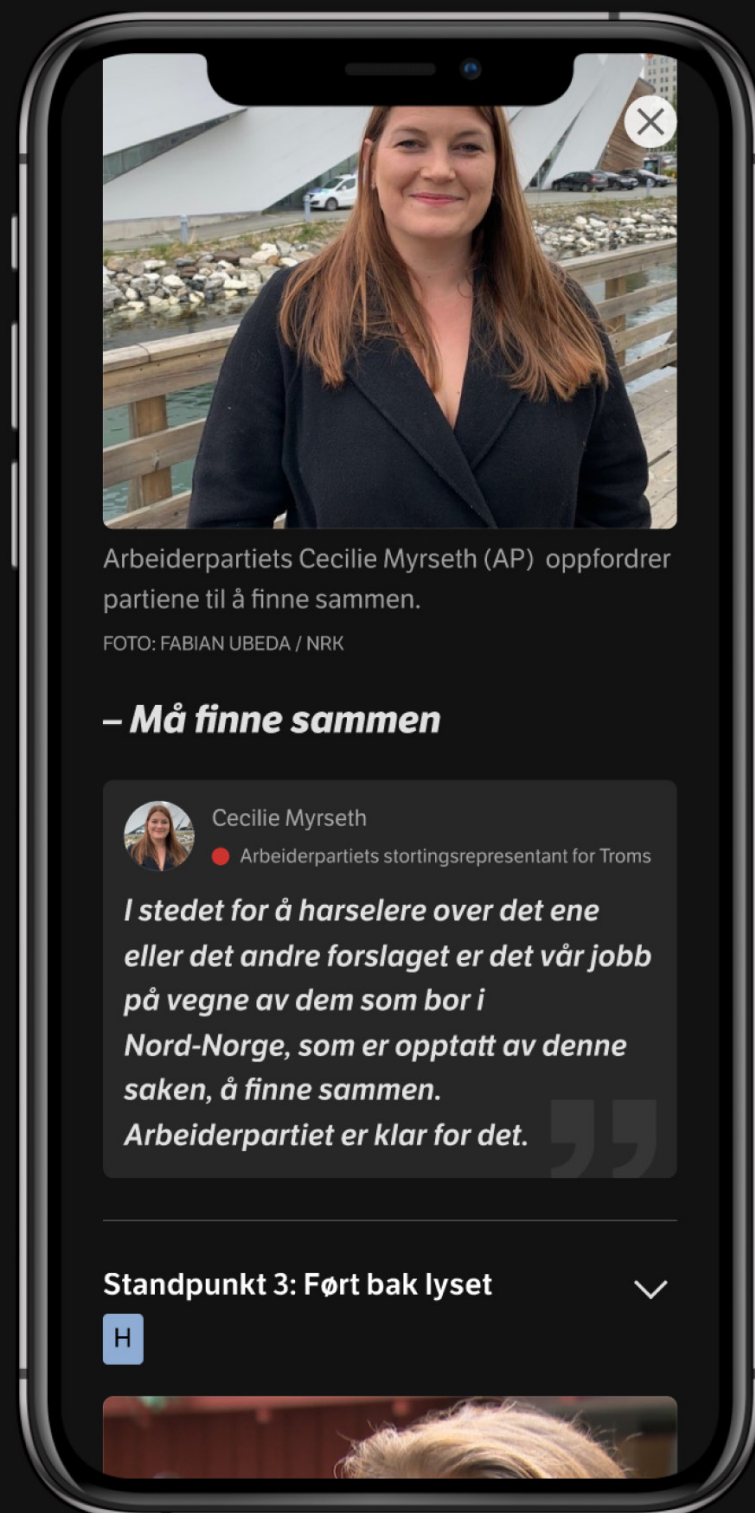 Arbeiderpartiets Cecilie Myrseth (AP)  oppfordrer
partiene til å finne sammen.
FOTO: FABIAN UBEDA / NRK
– Må finne sammen
Cecilie Myrseth
Arbeiderpartiets stortingsrepresentant for Troms
I stedet for å harselere over det ene
eller det andre forslaget er det vår jobb
på vegne av dem som bor i
Nord-Norge, som er opptatt av denne
saken, å finne sammen.
Arbeiderpartiet er klar for det.
Standpunkt 3: Ført bak lyset
H